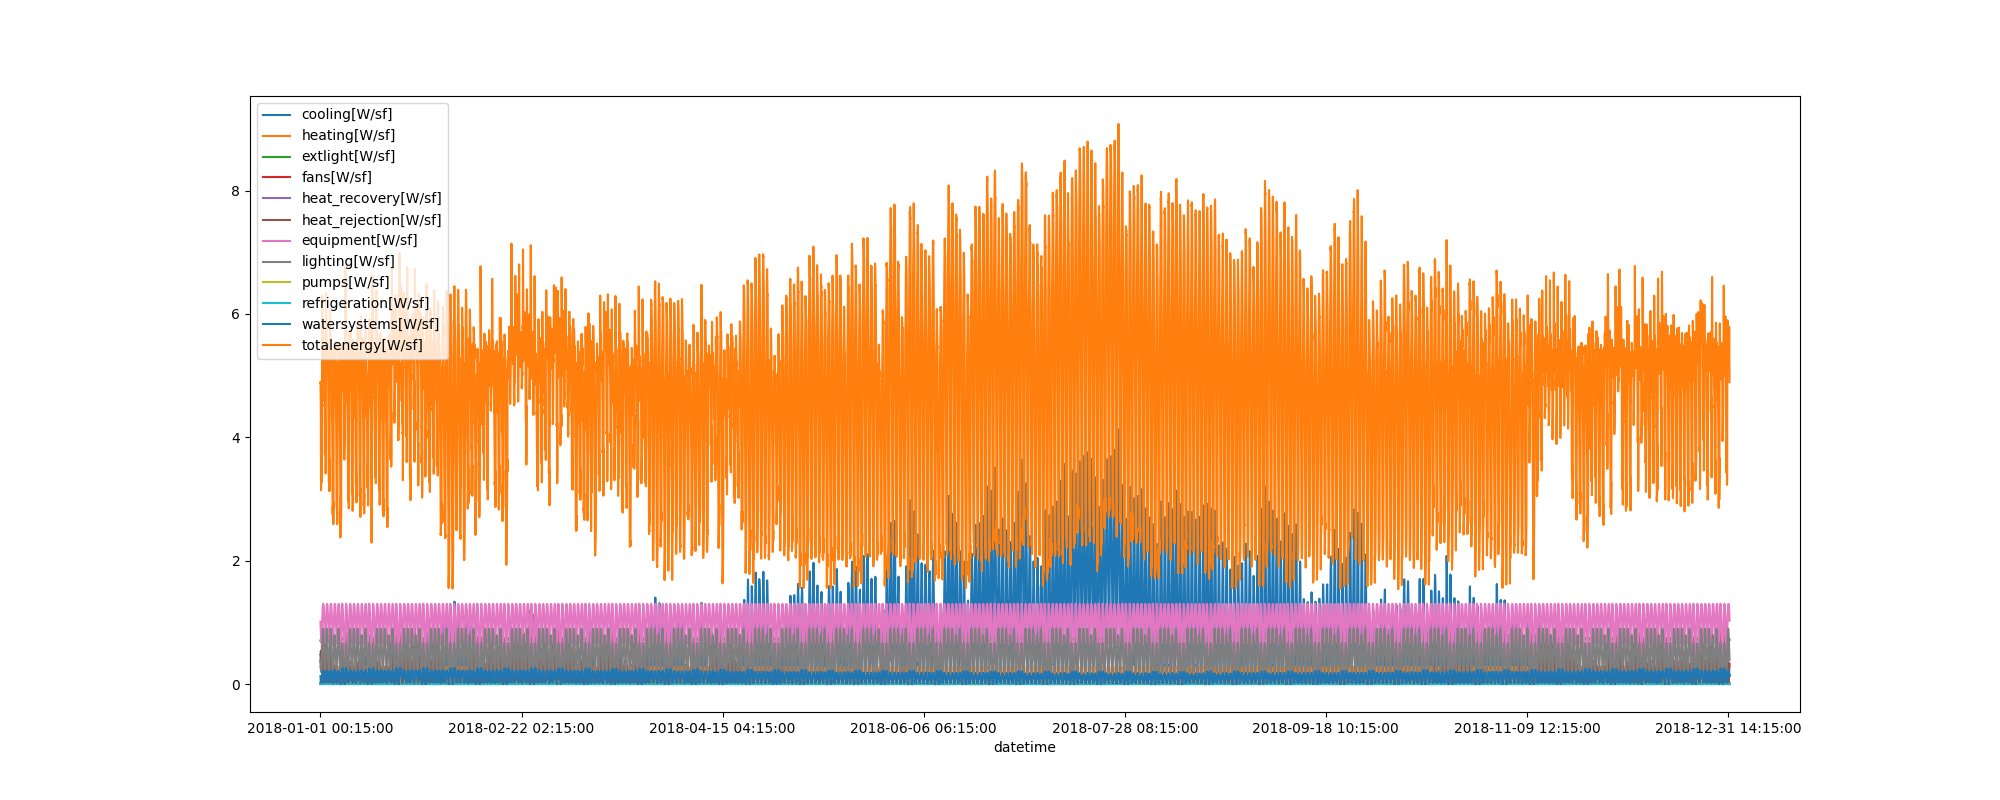 cooling[W/sf]
heating[W/sf]
extlight[W/sf]
fans[W/sf]
heat_recovery[W/sf]
heat_rejection[W/sf]
equipment[W/sf]
lighting[W/sf]
pumps[W/sf]
refrigeration[W/sf]
watersystems[W/sf]
totalenergy[W/sf]
8
6
4
2
0
2018-01-01 00:15:00 2018-02-22 02:15:00 2018-04-15 04:15:00 2018-06-06 06:15:00 2018-07-28 08:15:00 2018-09-18 10:15:00 2018-11-09 12:15:00 2018-12-31 14:15:00
datetime